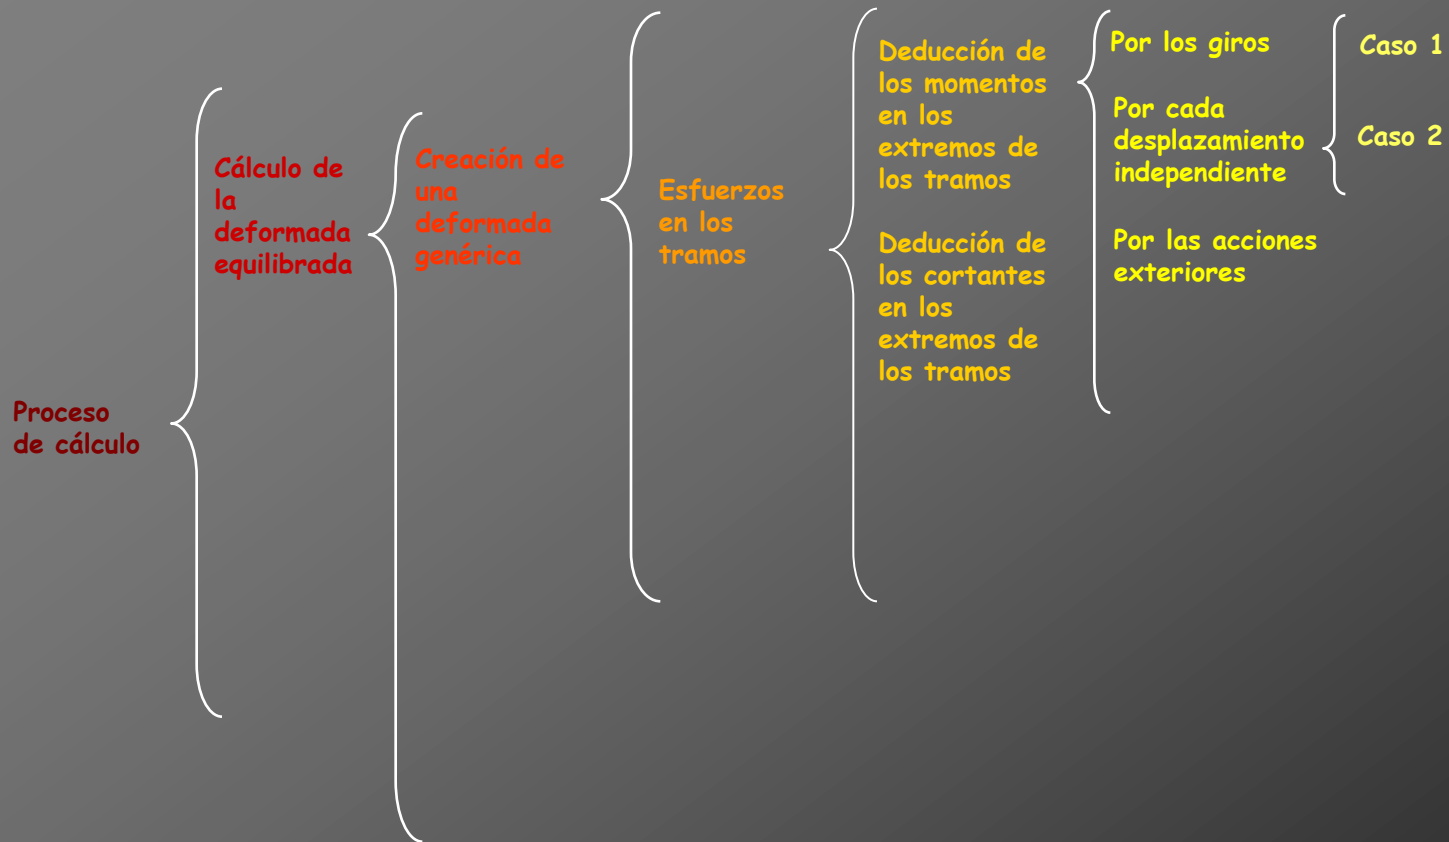 Proceso
de cálculo
Cálculo de
la
deformada
equilibrada
Creación de
una
deformada
genérica
Esfuerzos
en los
tramos
Deducción de
los momentos
en los
extremos de
los tramos
Deducción de
los cortantes
en los
extremos de
los tramos
Por los giros
Por cada
desplazamiento
independiente
Por las acciones
exteriores
Caso 1
Caso 2